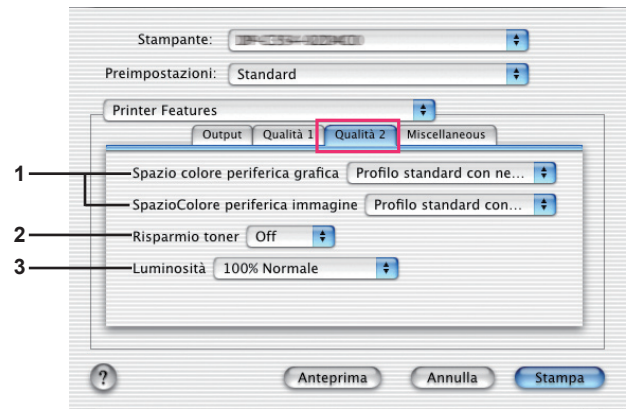 Stampante:
Preimpostazioni: Standard
Printer Features
Output Qualità 1 Qualità 2 Miscellaneous
1 Spazio colore periferica grafica Profilo standard con ne...
SpazioColore periferica immagine Profilo standard con...
2 Risparmio toner Off
3 Luminosità 100% Normale
? Anteprima Annulla Stampa